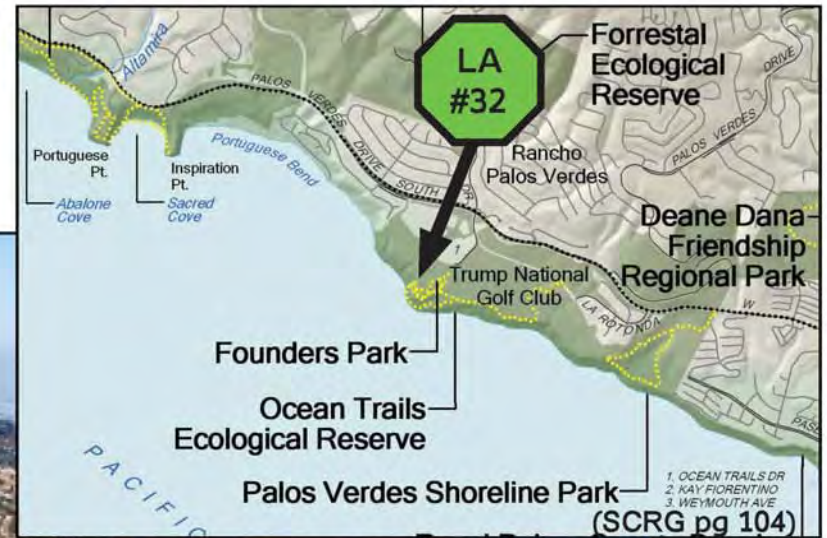 LA
#32
Forrestal
Ecological
Reserve
Altamira
PALOS VERDES
DRIVE
SOUTH
DR
DRIVE
PALOS VERDES
Portuguese
Pt.
Inspiration
Pt.
Portuguese Bend
Abalone
Cove
Sacred
Cove
Rancho
Palos Verdes
Deane Dana
Friendship
Regional Park
1
Trump National
Golf Club
W
LA ROTONDA
Founders Park
Ocean Trails
Ecological Reserve
Palos Verdes Shoreline Park
PACIFIC
1, OCEAN TRAILS DR
2, KAY FIORENTINO
3, WEYMOUTH AVE
(SCRG pg 104)